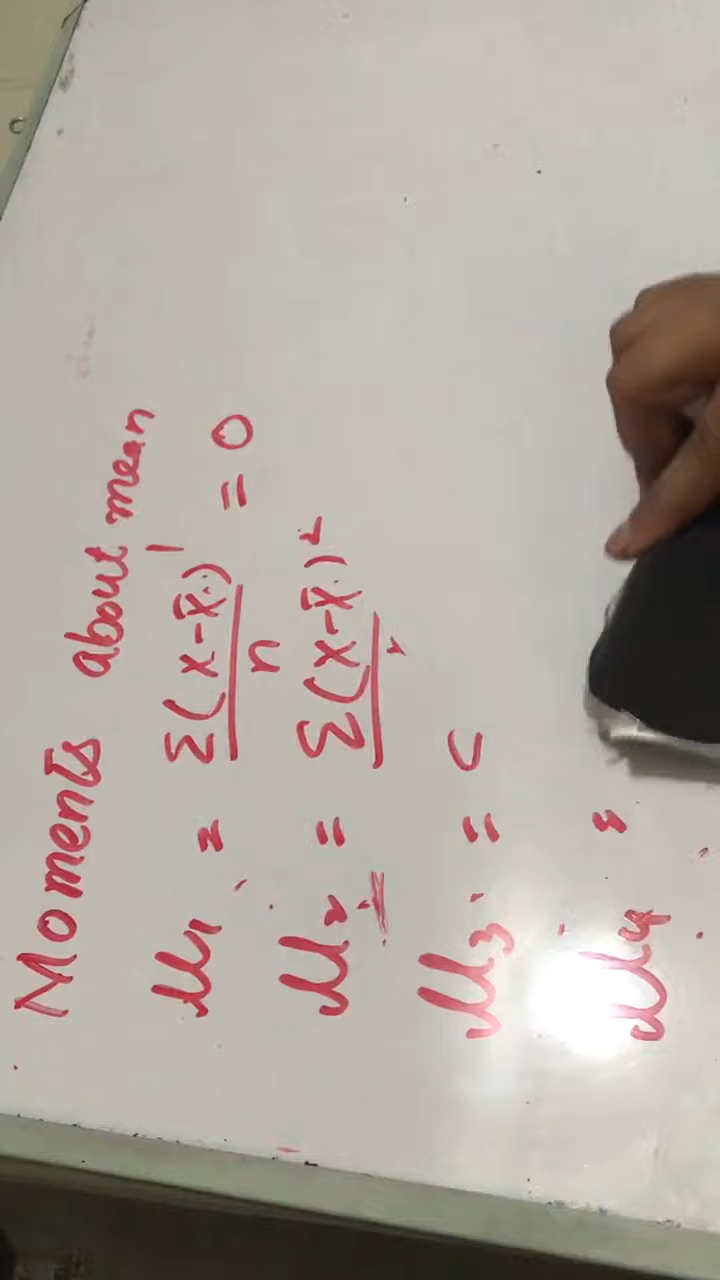 Moments about mean
μ₁ = Σ(x-x̄)¹/n = 0
μ₂ = Σ(x-x̄)²
μ₃ =
μ₄ =